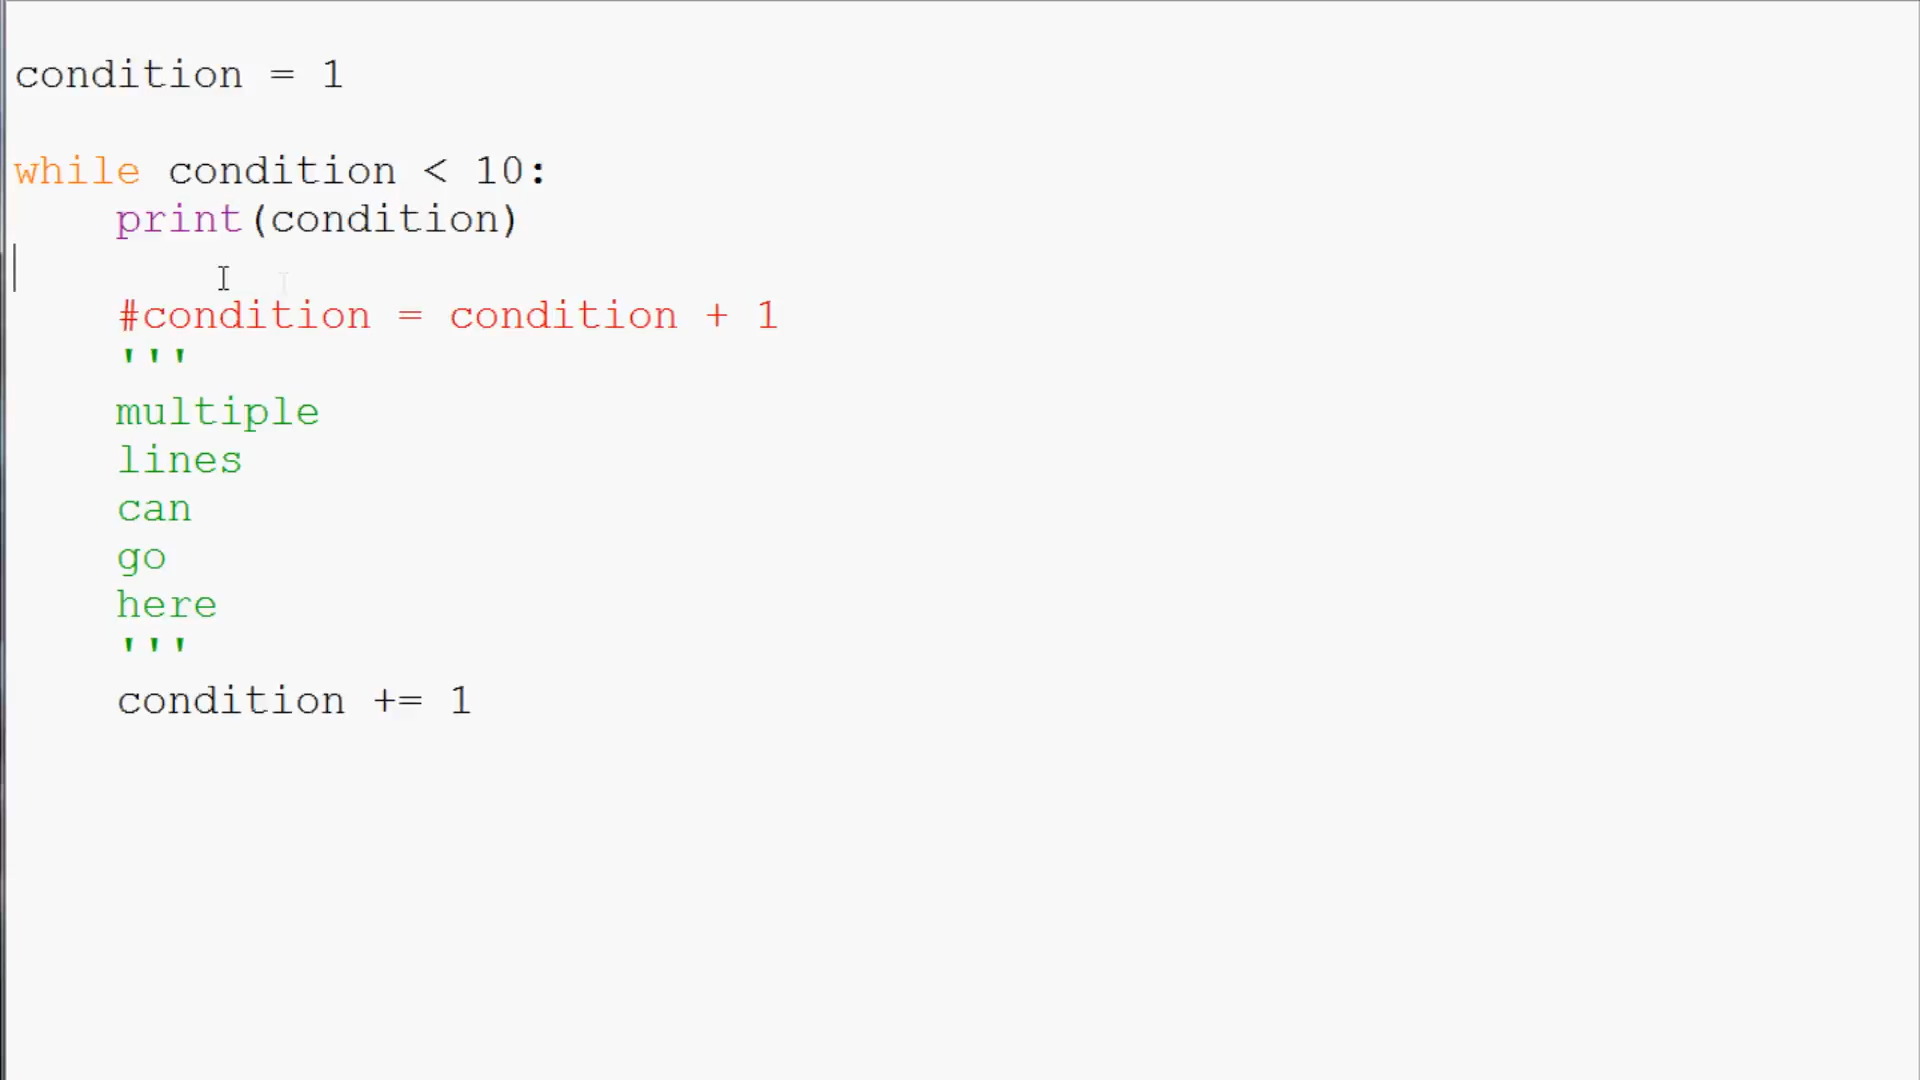 condition = 1
while condition < 10:
    print(condition)
    #condition = condition + 1
    '''
    multiple
    lines
    can
    go
    here
    '''
    condition += 1